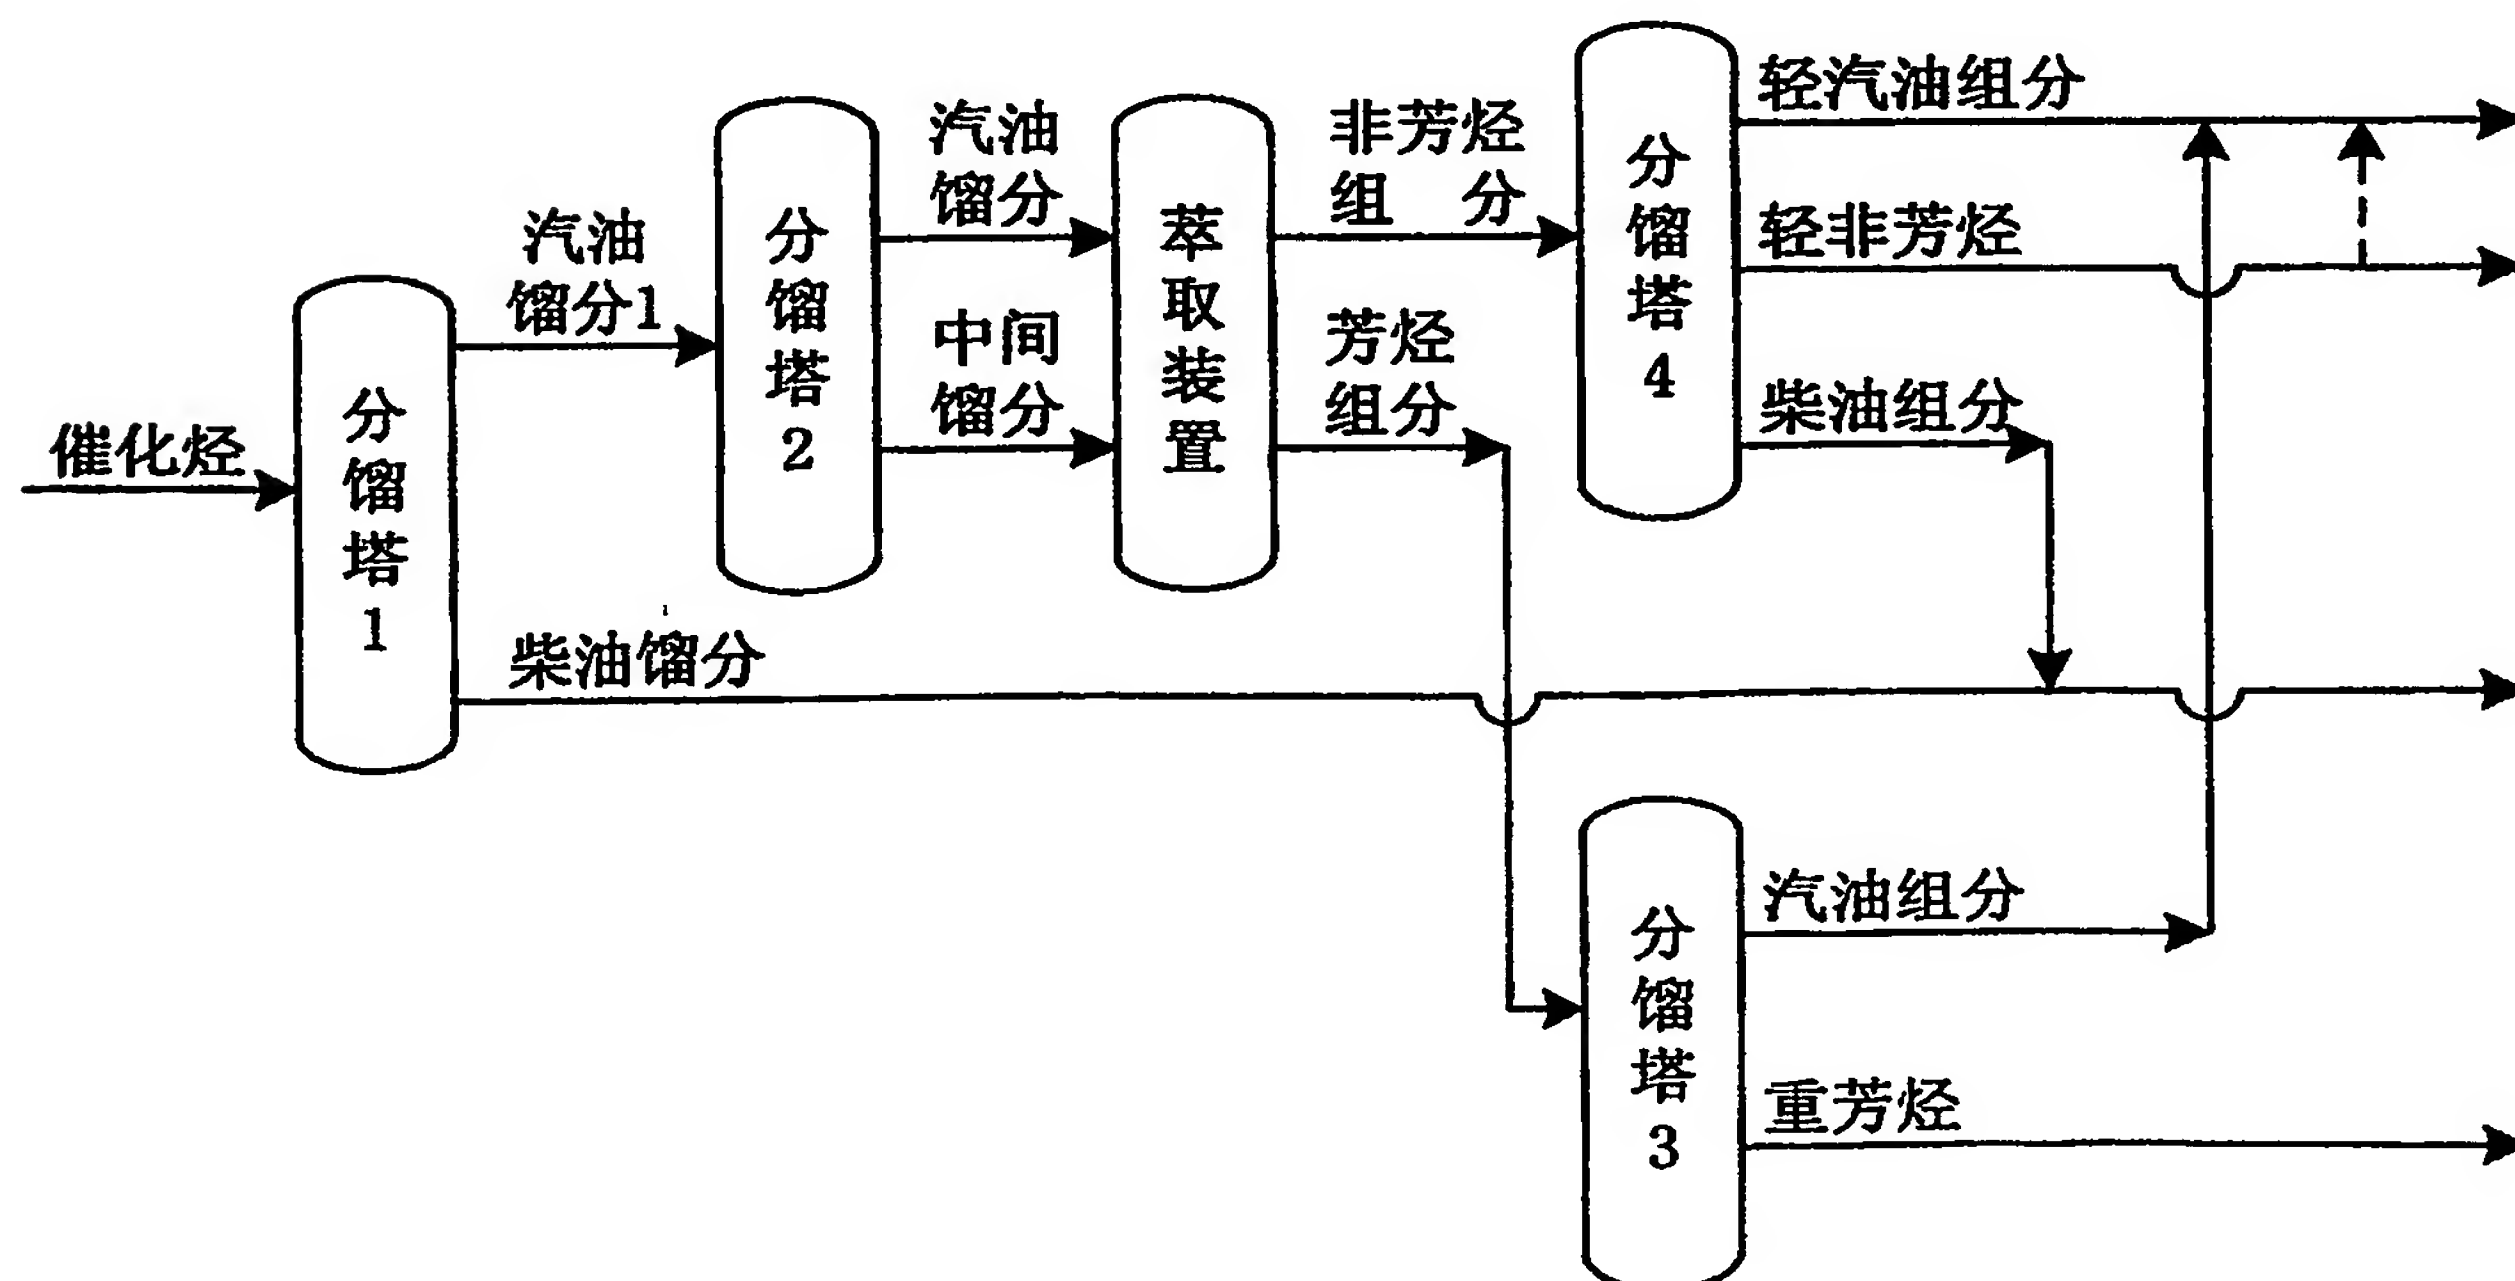 催化烃
分馏塔1
汽油
馏分1
柴油馏分
分馏塔2
汽油
馏分
中间
馏分
萃取装置
非芳烃
组 分
芳烃
组分
分馏塔4
轻汽油组分
轻非芳烃
柴油组分
分馏塔3
汽油组分
重芳烃